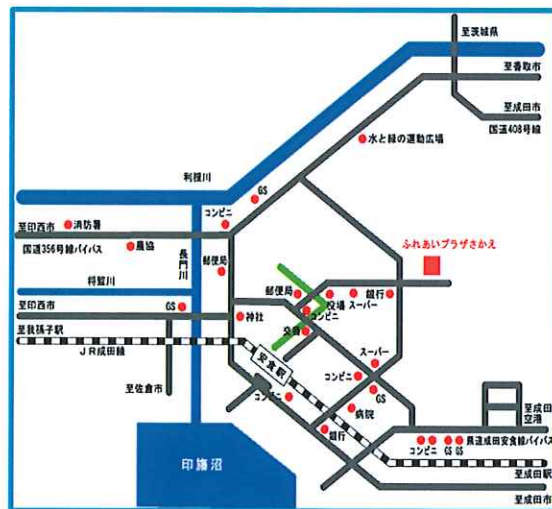 至茨城県
至香取市
至成田市
国道408号線
水と緑の運動広場
利根川
GS
コンビニ
至印西市
消防署
国道356号線バイパス
農協
長門川
郵便局
ふれあいプラザさかえ
将監川
郵便局
役場
スーパー
銀行
至印西市
GS
神社
コンビニ
交番
至我孫子駅
JR成田線
安食駅
スーパー
コンビニ
GS
至佐倉市
コンビニ
病院
至成田
空港
銀行
県道成田安食線バイパス
コンビニ
GS
GS
印旛沼
至成田駅
至成田市